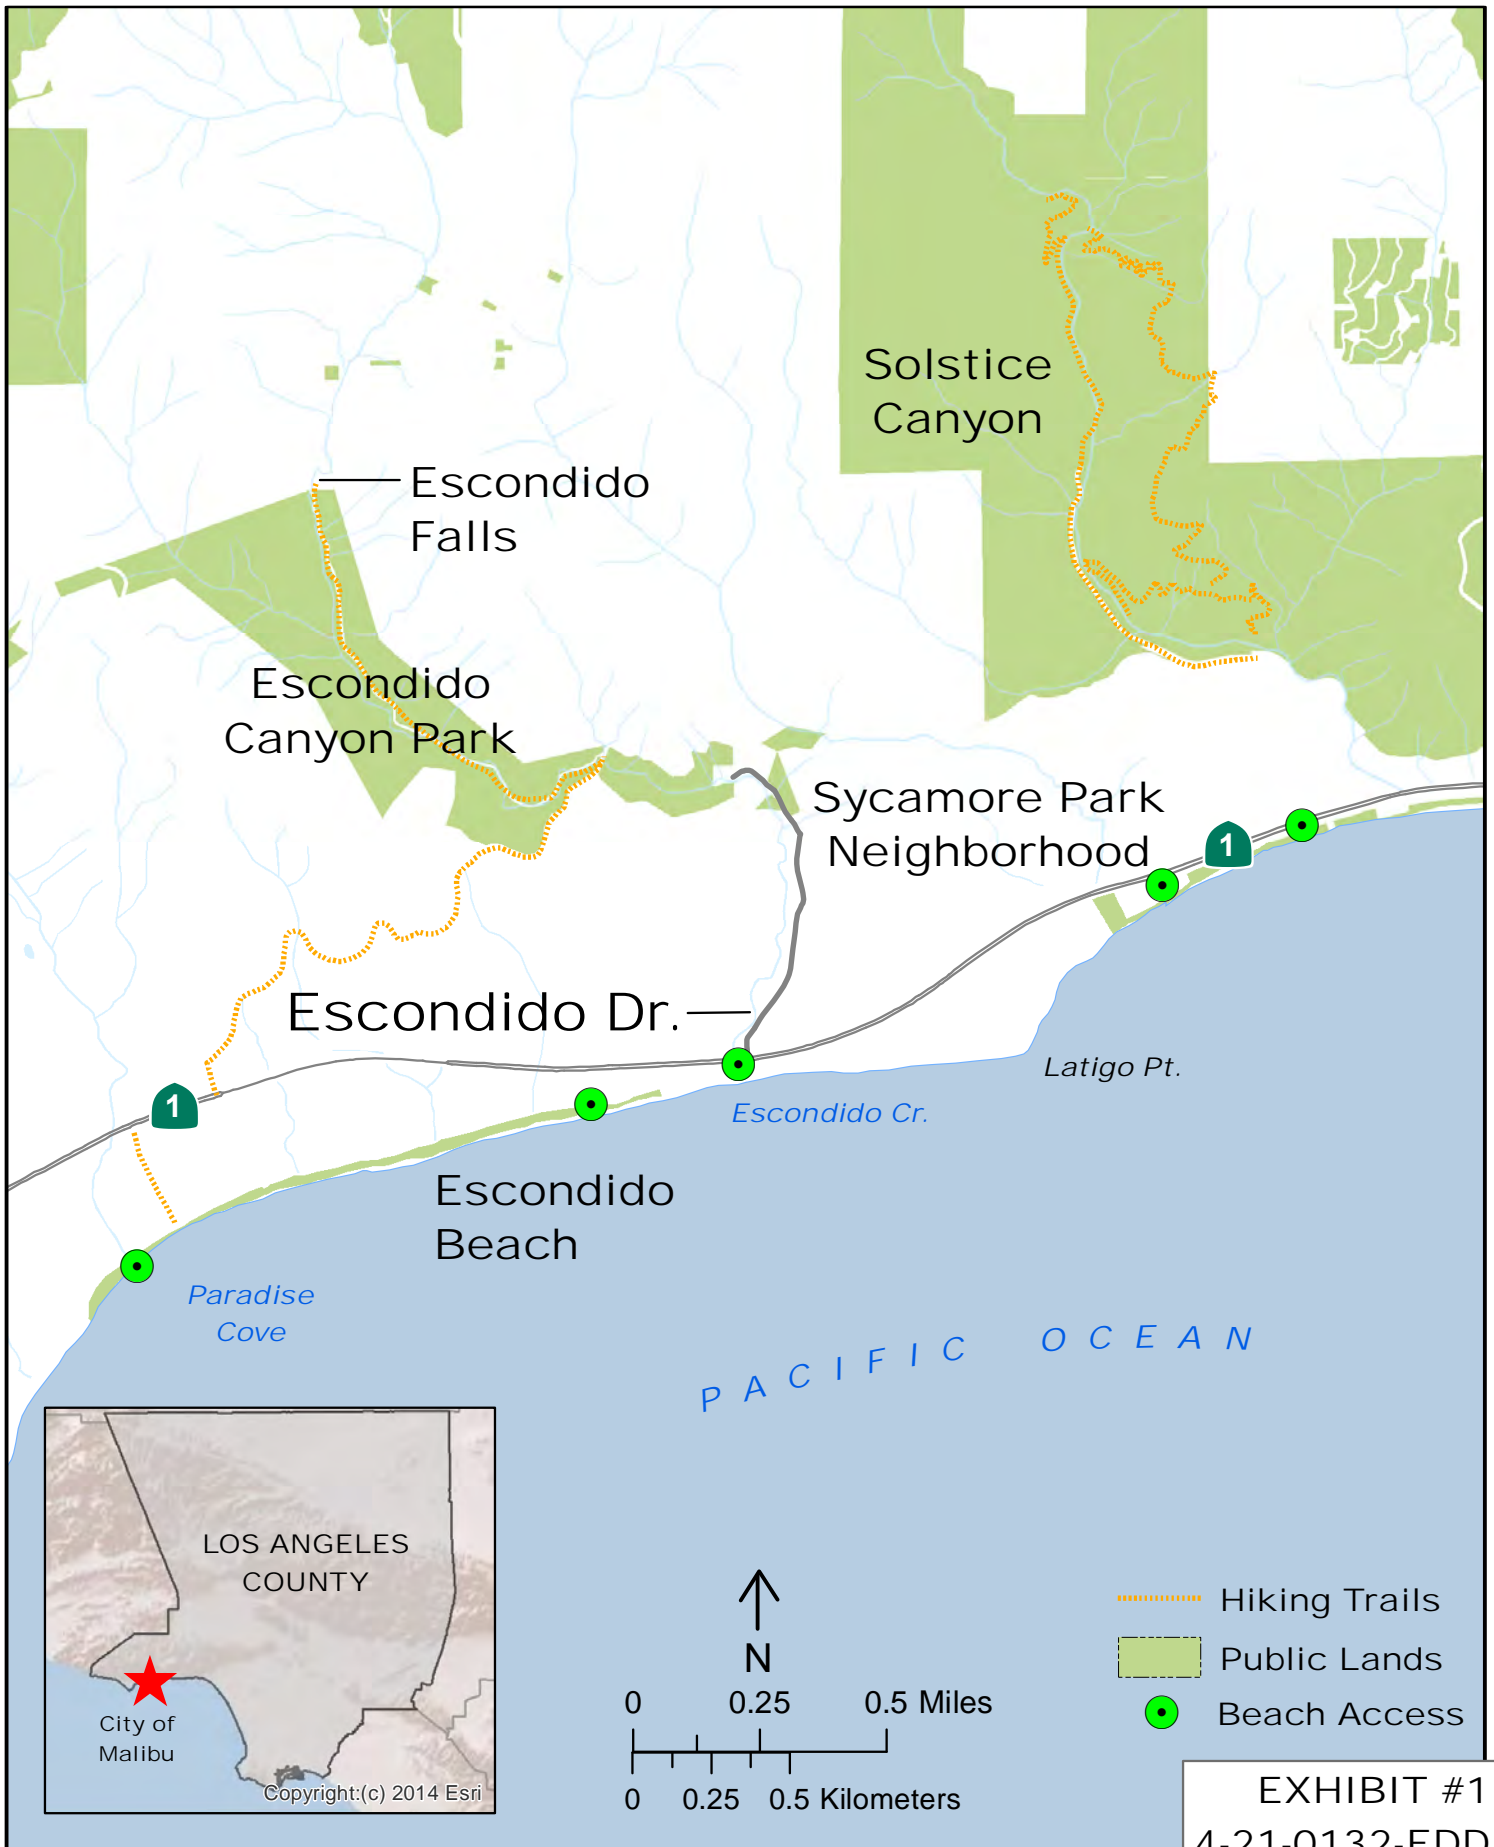 Solstice
Canyon
Escondido
Falls
Escondido
Canyon Park
Sycamore Park
Neighborhood
1
Escondido Dr.
Latigo Pt.
1
Escondido Cr.
Escondido
Beach
Paradise
Cove
PACIFIC OCEAN
LOS ANGELES
COUNTY
City of
Malibu
Copyright:(c) 2014 Esri
N
0 0.25 0.5 Miles
0 0.25 0.5 Kilometers
Hiking Trails
Public Lands
Beach Access
EXHIBIT #1